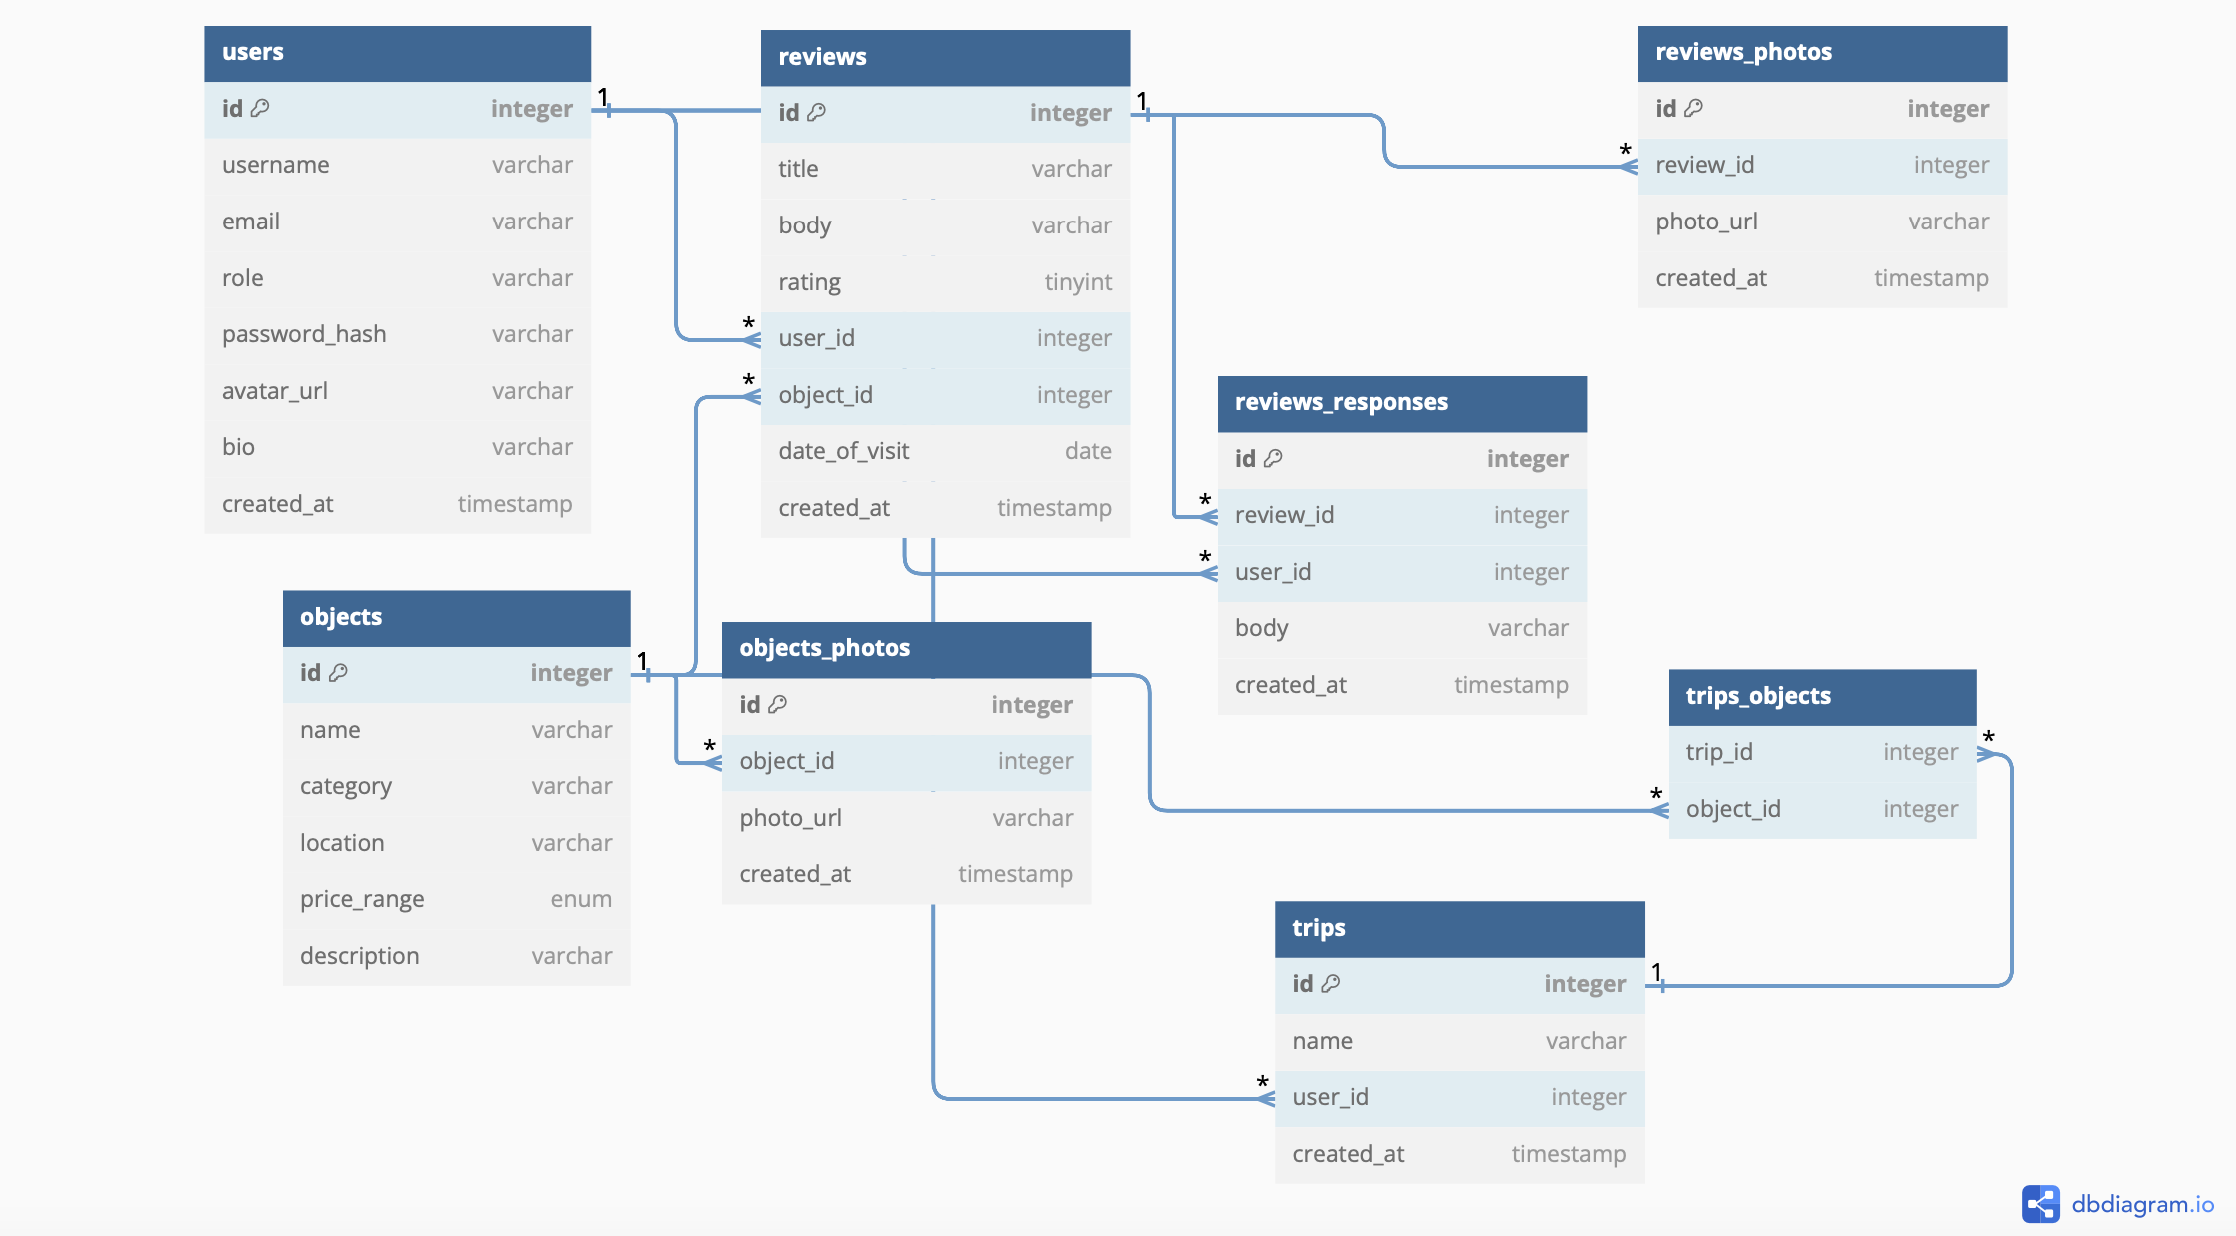 users
id integer
username varchar
email varchar
role varchar
password_hash varchar
avatar_url varchar
bio varchar
created_at timestamp
1
reviews
id integer
title varchar
body varchar
rating tinyint
* user_id integer
* object_id integer
date_of_visit date
created_at timestamp
1
reviews_photos
id integer
* review_id integer
photo_url varchar
created_at timestamp
reviews_responses
id integer
* review_id integer
* user_id integer
body varchar
created_at timestamp
objects
id integer
name varchar
category varchar
location varchar
price_range enum
description varchar
1
objects_photos
id integer
* object_id integer
photo_url varchar
created_at timestamp
trips_objects
trip_id integer *
* object_id integer
trips
id integer 1
name varchar
* user_id integer
created_at timestamp
dbdiagram.io